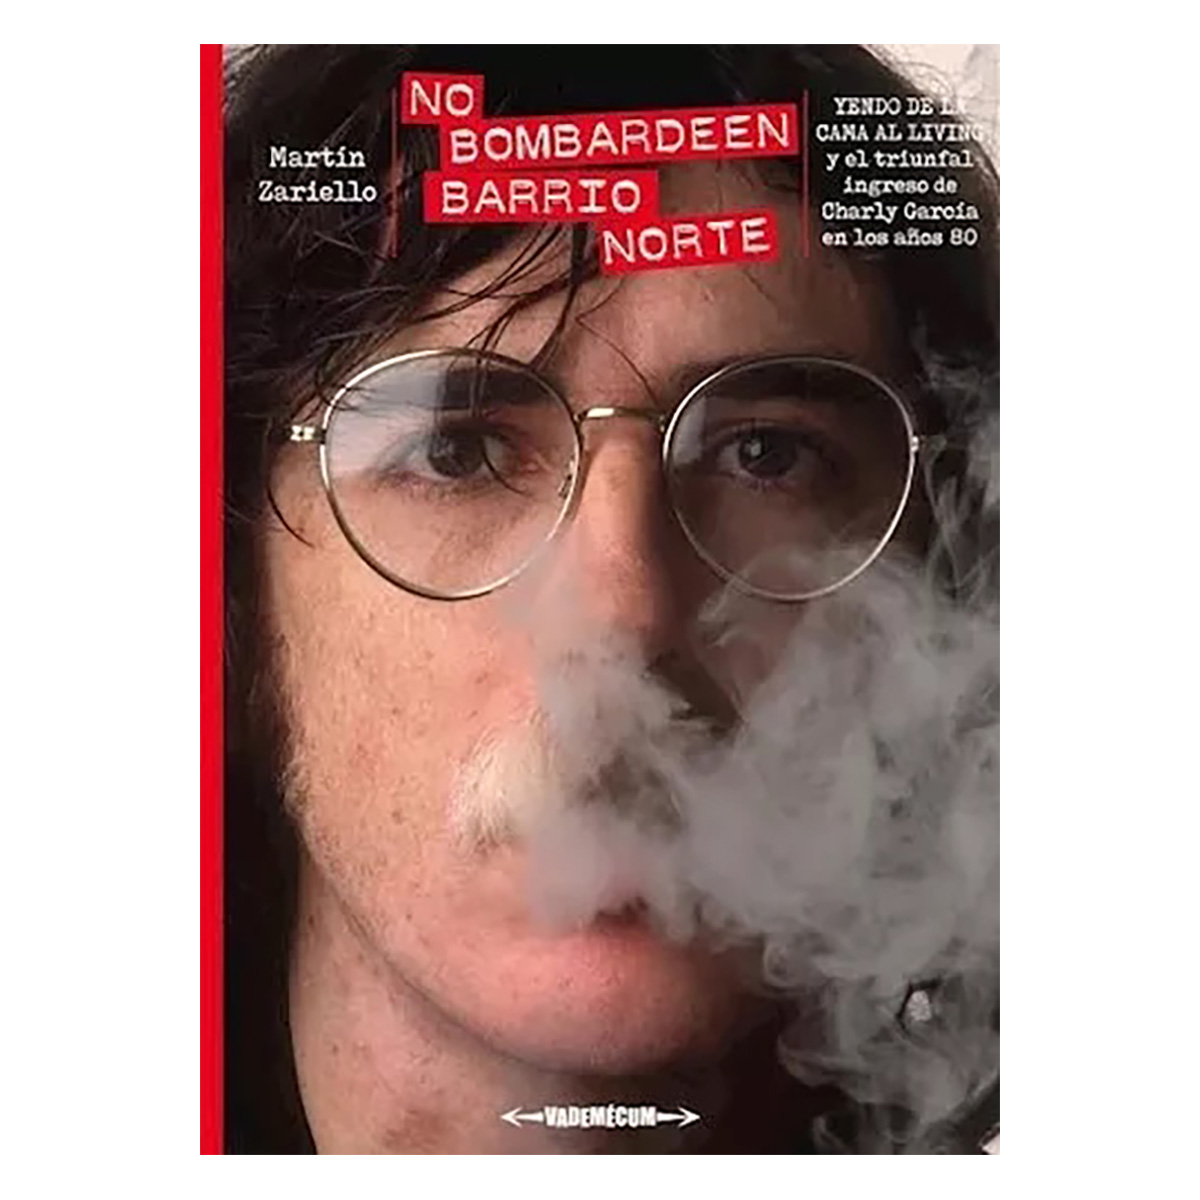 Martín
Zariello
NO
BOMBARDEEN
BARRIO
NORTE
YENDO DE LA
CAMA AL LIVING
y el triunfal
ingreso de
Charly García
en los años 80
VADEMÉCUM